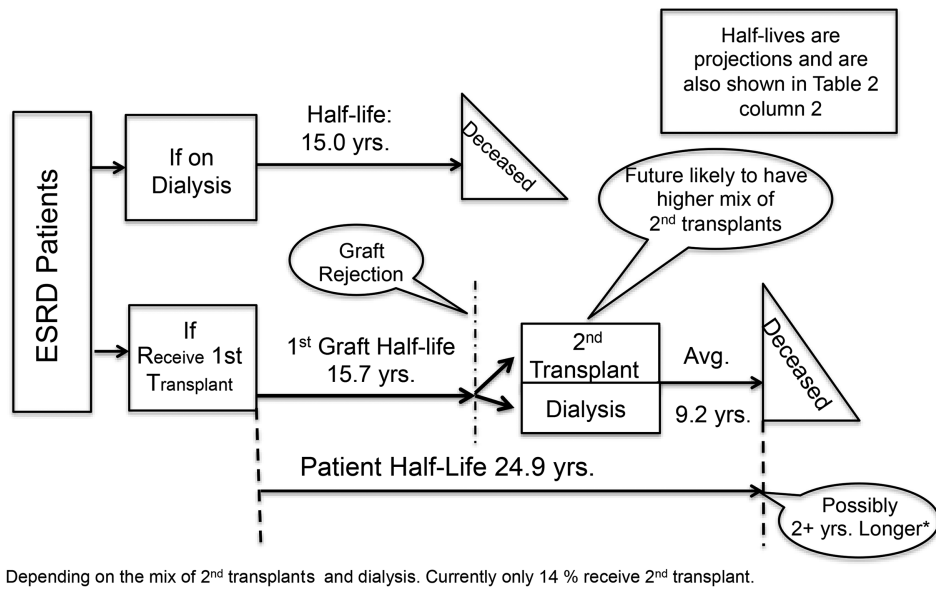 Half-lives are
projections and are
also shown in Table 2
column 2
ESRD Patients
If on
Dialysis
Half-life:
15.0 yrs.
Deceased
Future likely to have
higher mix of
2nd transplants
Graft
Rejection
If
Receive 1st
Transplant
1st Graft Half-life
15.7 yrs.
2nd
Transplant
Dialysis
Avg.
9.2 yrs.
Deceased
Patient Half-Life 24.9 yrs.
Possibly
2+ yrs. Longer*
Depending on the mix of 2nd transplants and dialysis. Currently only 14 % receive 2nd transplant.